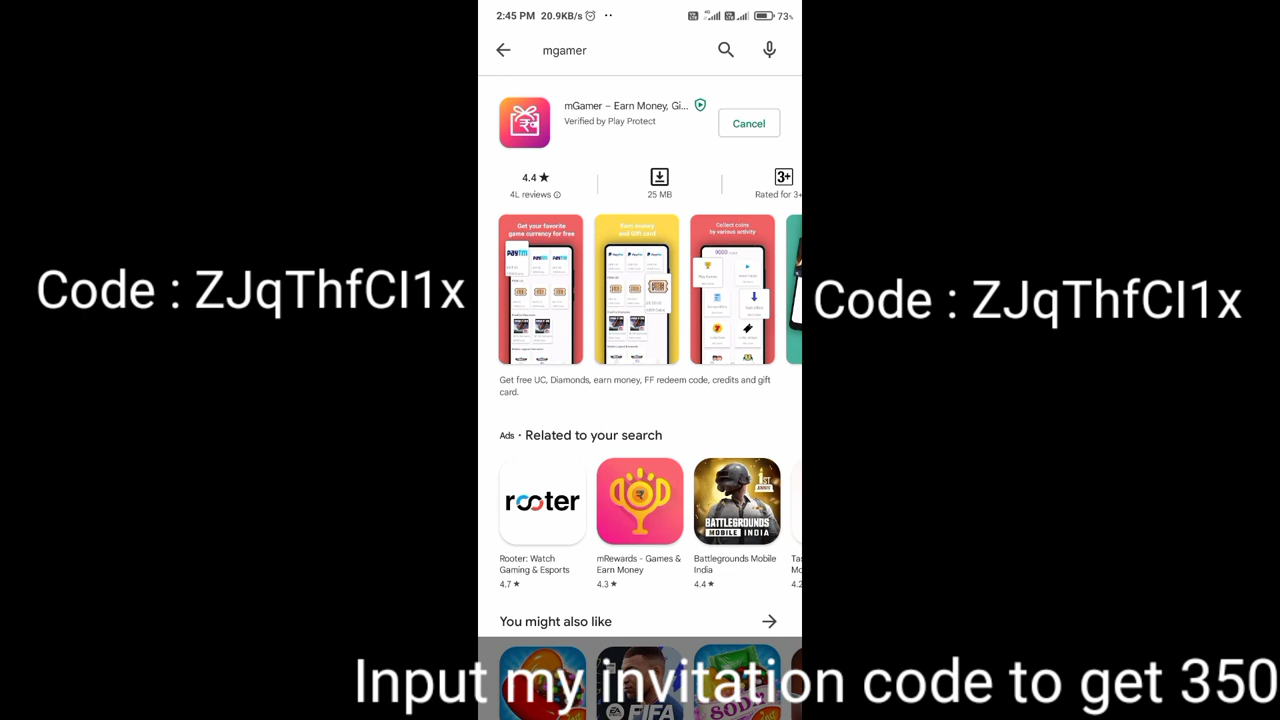 2:45 PM 20.9KB/s
73%
mgamer
mGamer – Earn Money, Gi...
Verified by Play Protect
Cancel
4.4★
4L reviews
25 MB
3+
Rated for 3+
Get your favorite
game currency for free
Earn money
and Gift card
Collect coins
by various activity
Code : ZJqThfCI1x
Code : ZJqThfCI1x
Get free UC, Diamonds, earn money, FF redeem code, credits and gift
card.
Ads · Related to your search
rooter
BATTLEGROUNDS
MOBILE INDIA
Rooter: Watch
Gaming & Esports
4.7★
mRewards - Games &
Earn Money
4.3★
Battlegrounds Mobile
India
4.4★
You might also like
Input my invitation code to get 350
FIFA